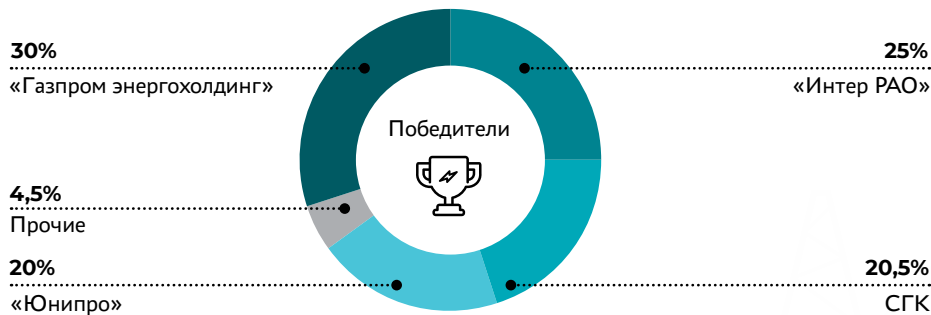 30%
«Газпром энергохолдинг»
25%
«Интер РАО»
Победители
4,5%
Прочие
20%
«Юнипро»
20,5%
СГК